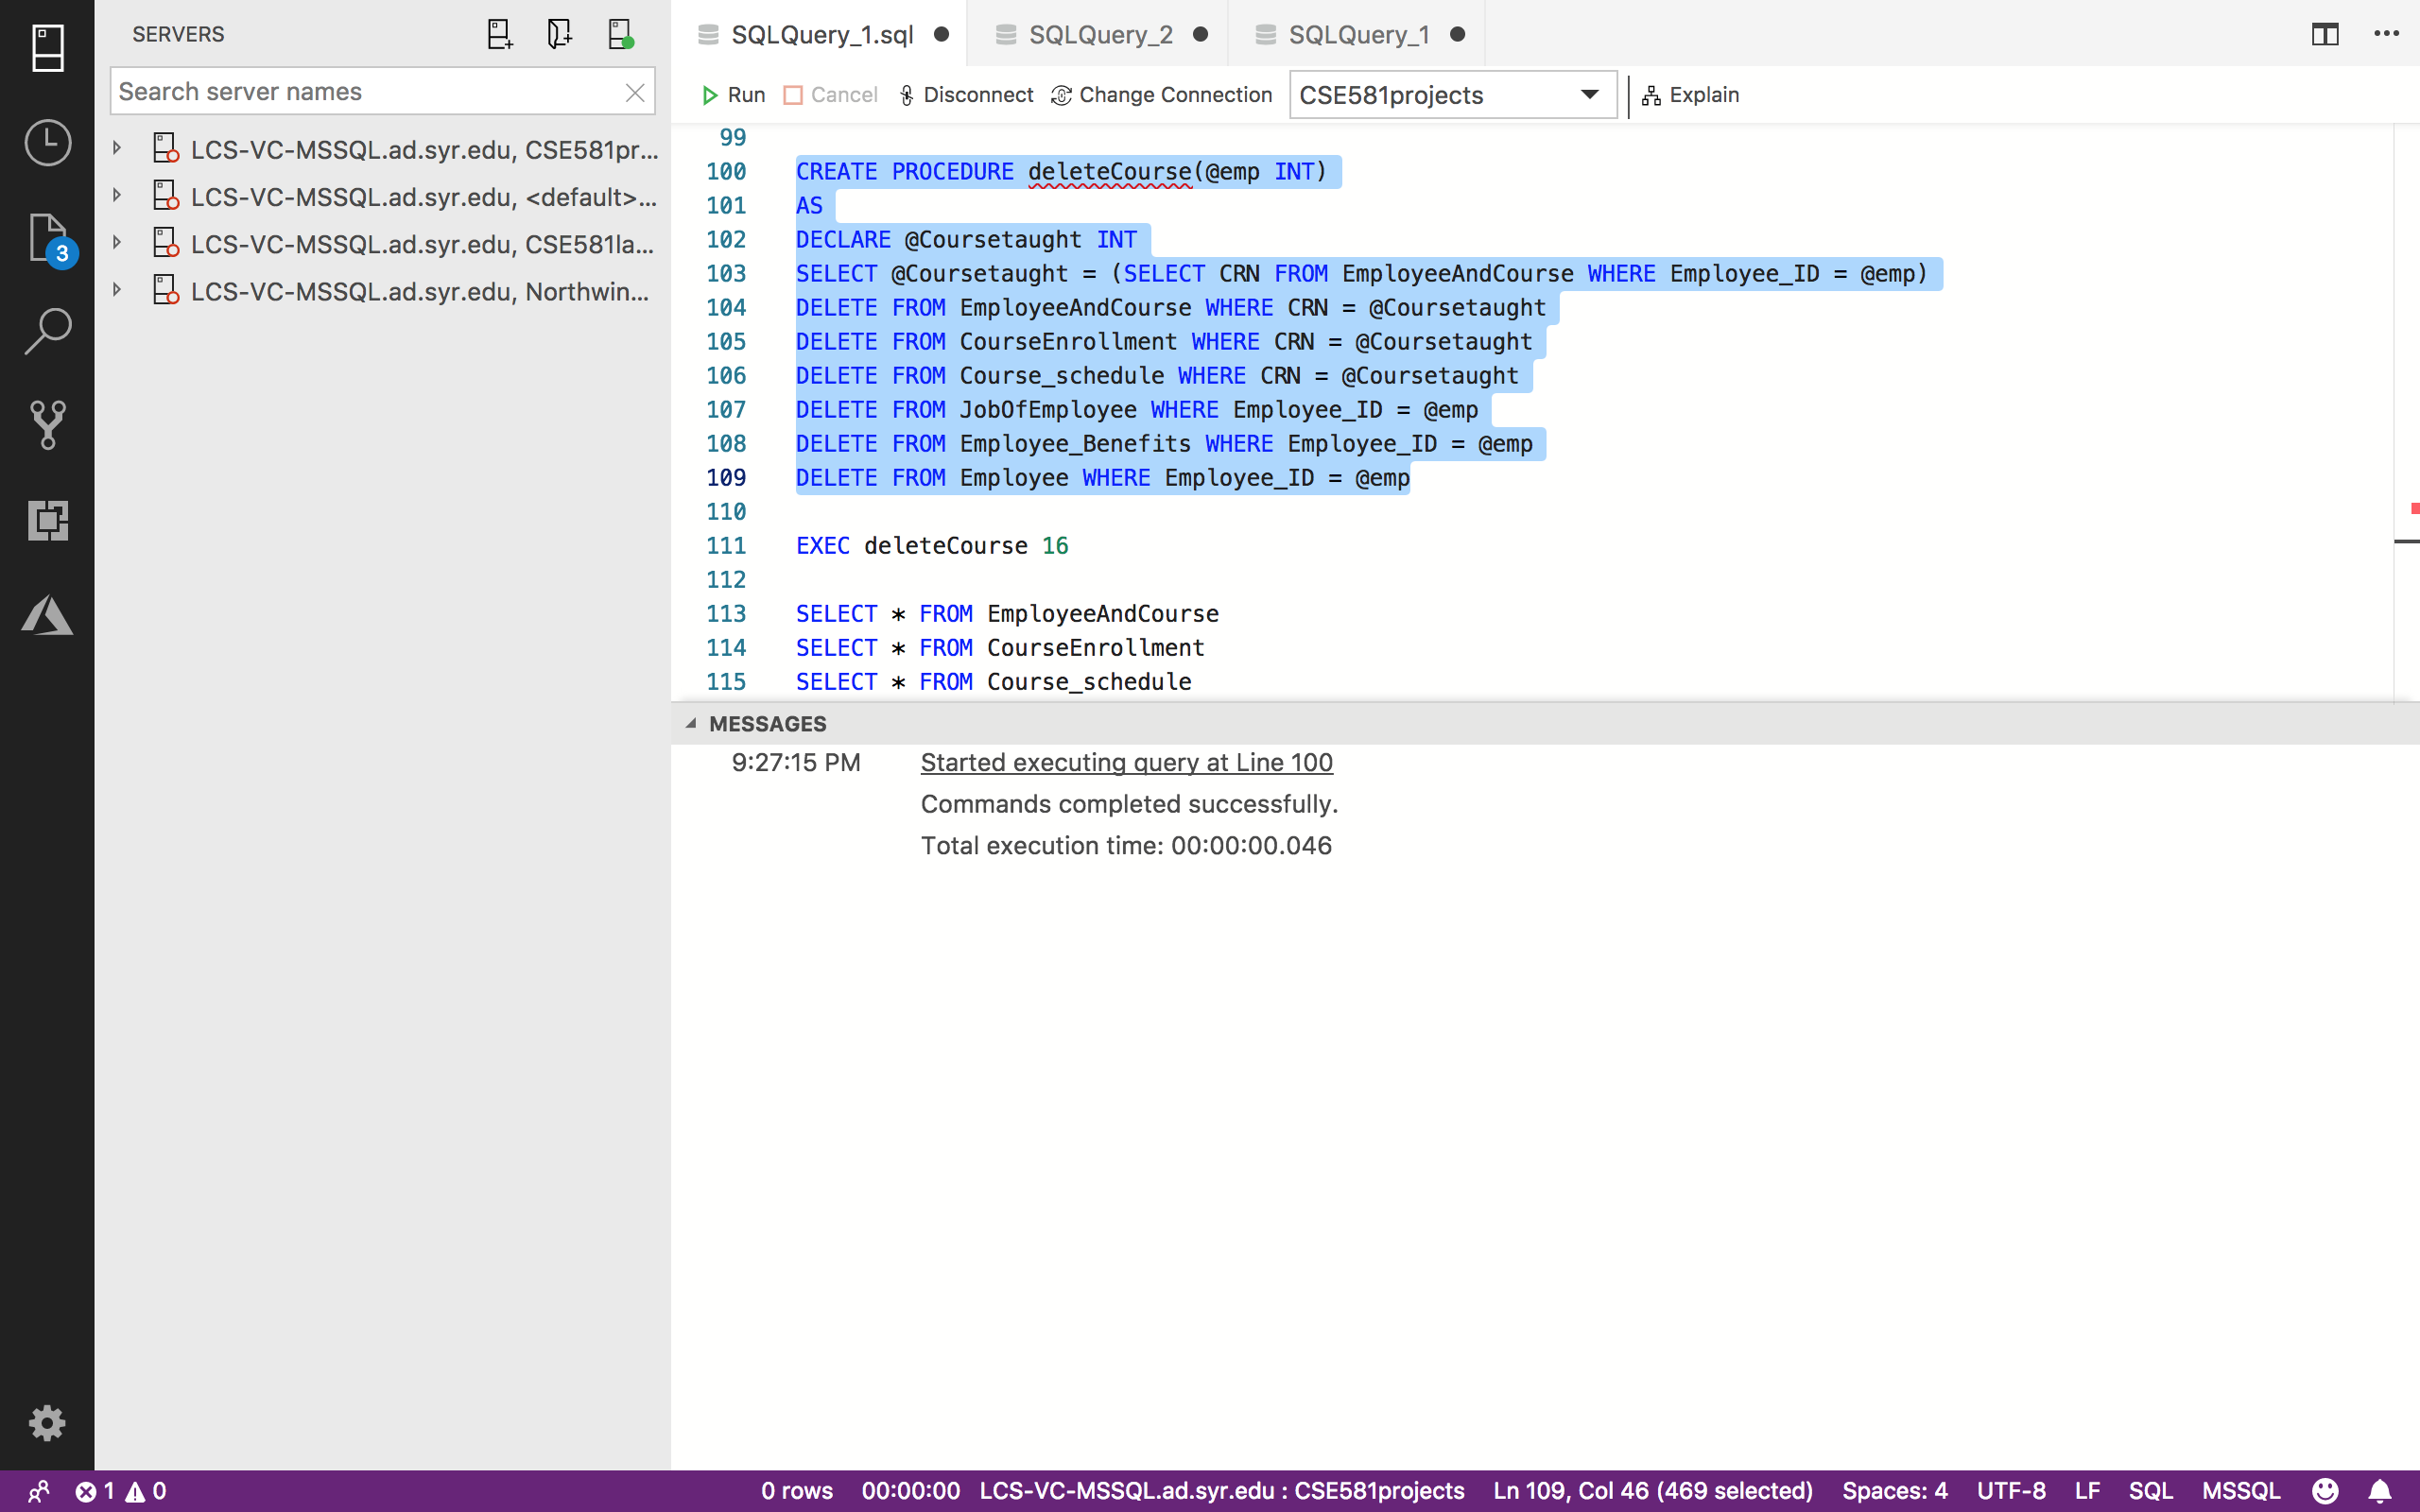 SERVERS
Search server names
LCS-VC-MSSQL.ad.syr.edu, CSE581pr...
LCS-VC-MSSQL.ad.syr.edu, <default>...
LCS-VC-MSSQL.ad.syr.edu, CSE581la...
LCS-VC-MSSQL.ad.syr.edu, Northwin...
3
SQLQuery_1.sql SQLQuery_2 SQLQuery_1
Run Cancel Disconnect Change Connection CSE581projects Explain
99
100 CREATE PROCEDURE deleteCourse(@emp INT)
101 AS
102 DECLARE @Coursetaught INT
103 SELECT @Coursetaught = (SELECT CRN FROM EmployeeAndCourse WHERE Employee_ID = @emp)
104 DELETE FROM EmployeeAndCourse WHERE CRN = @Coursetaught
105 DELETE FROM CourseEnrollment WHERE CRN = @Coursetaught
106 DELETE FROM Course_schedule WHERE CRN = @Coursetaught
107 DELETE FROM JobOfEmployee WHERE Employee_ID = @emp
108 DELETE FROM Employee_Benefits WHERE Employee_ID = @emp
109 DELETE FROM Employee WHERE Employee_ID = @emp
110
111 EXEC deleteCourse 16
112
113 SELECT * FROM EmployeeAndCourse
114 SELECT * FROM CourseEnrollment
115 SELECT * FROM Course_schedule
MESSAGES
9:27:15 PM Started executing query at Line 100
Commands completed successfully.
Total execution time: 00:00:00.046
1 0 0 rows 00:00:00 LCS-VC-MSSQL.ad.syr.edu : CSE581projects Ln 109, Col 46 (469 selected) Spaces: 4 UTF-8 LF SQL MSSQL